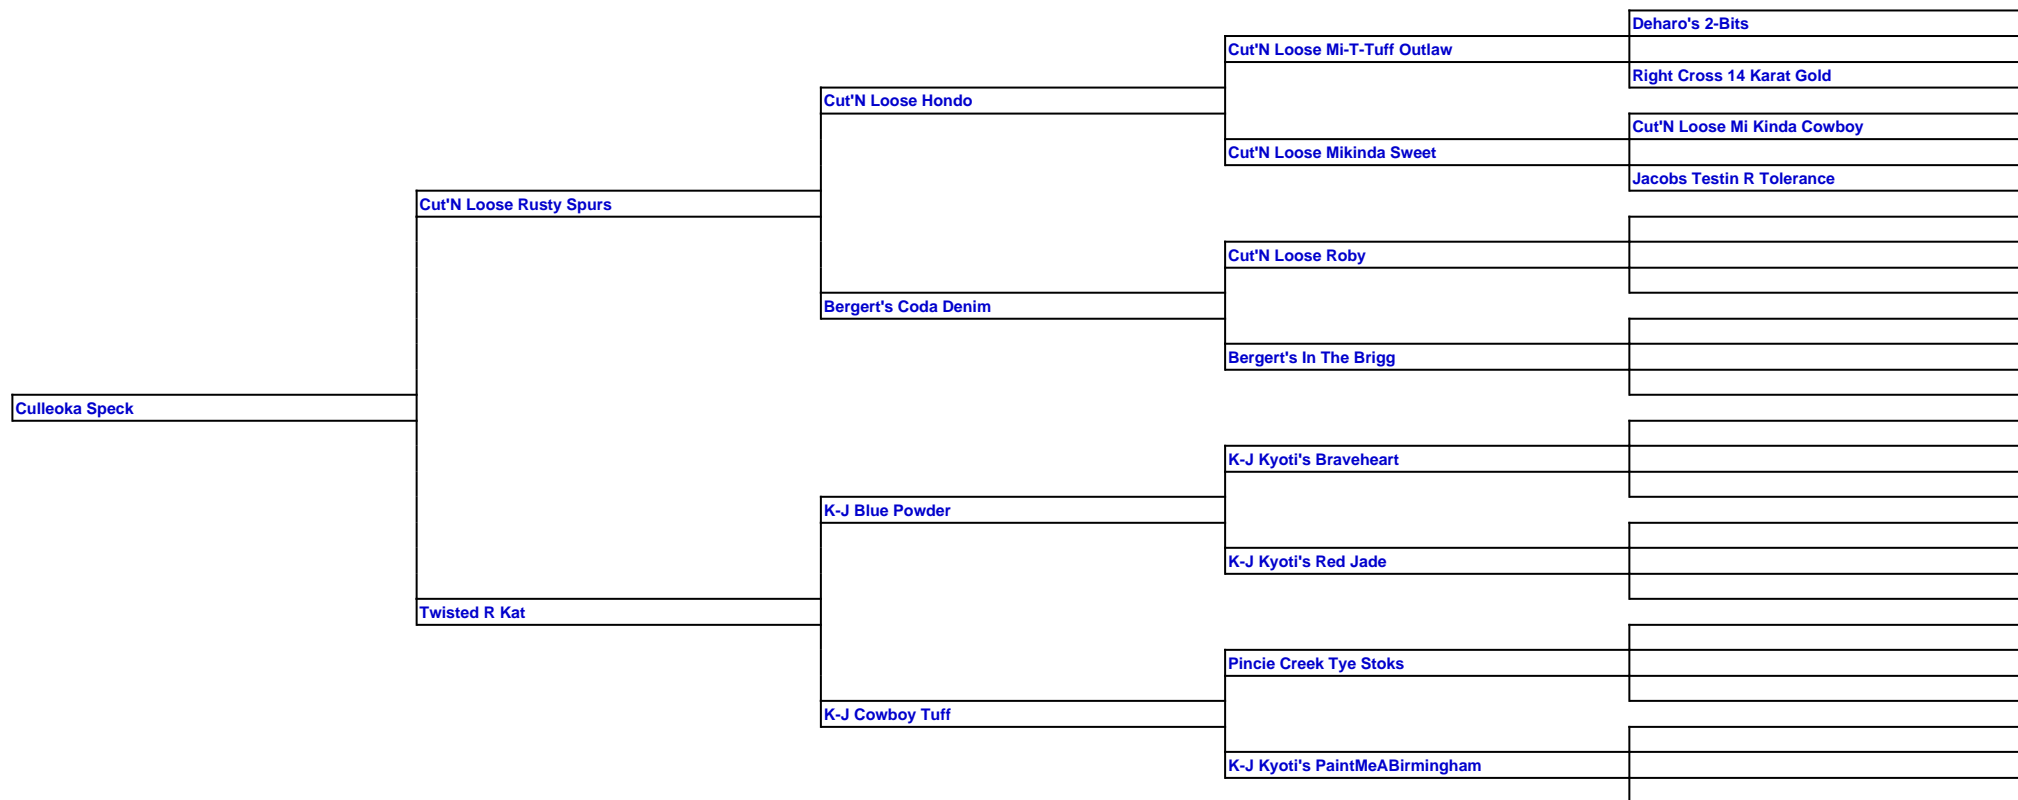 Deharo's 2-Bits
Cut'N Loose Mi-T-Tuff Outlaw
Right Cross 14 Karat Gold
Cut'N Loose Hondo
Cut'N Loose Mi Kinda Cowboy
Cut'N Loose Mikinda Sweet
Jacobs Testin R Tolerance
Cut'N Loose Rusty Spurs
Cut'N Loose Roby
Bergert's Coda Denim
Bergert's In The Brigg
Culleoka Speck
K-J Kyoti's Braveheart
K-J Blue Powder
K-J Kyoti's Red Jade
Twisted R Kat
Pincie Creek Tye Stoks
K-J Cowboy Tuff
K-J Kyoti's PaintMeABirmingham